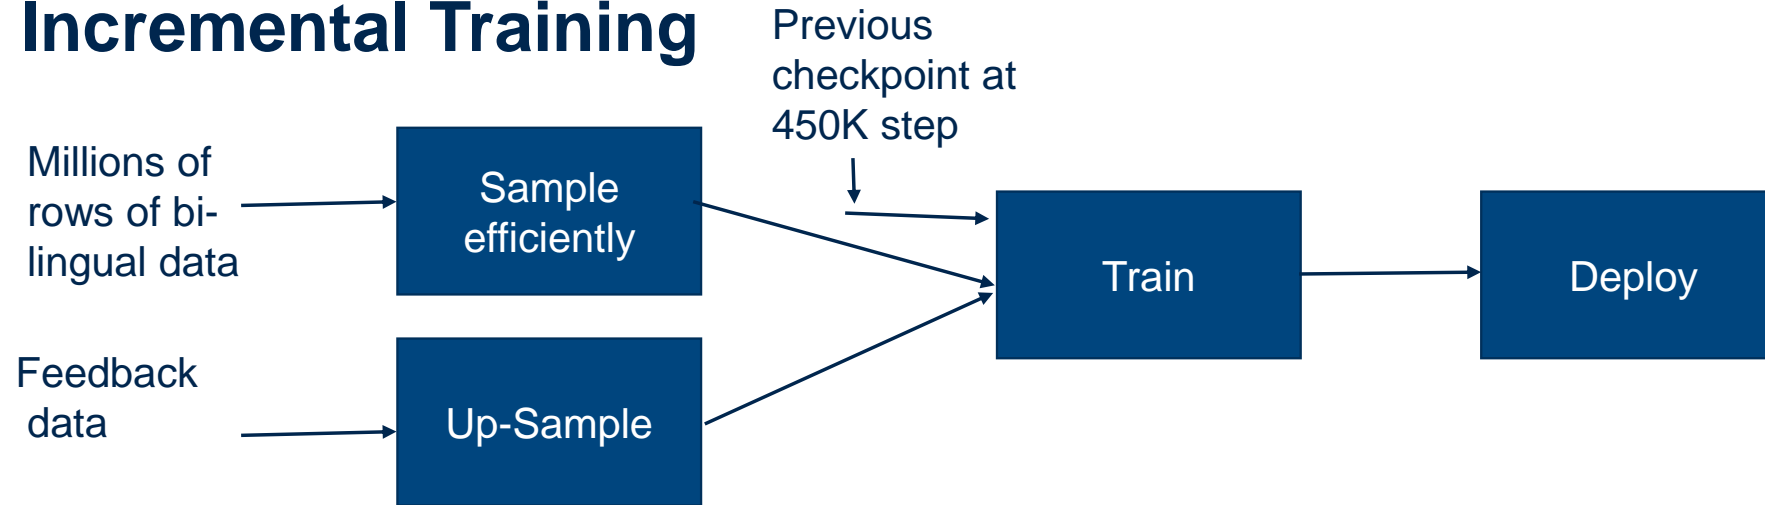 Incremental Training
Previous
checkpoint at
450K step
Millions of
rows of bi-
lingual data
Sample
efficiently
Train
Deploy
Feedback
data
Up-Sample